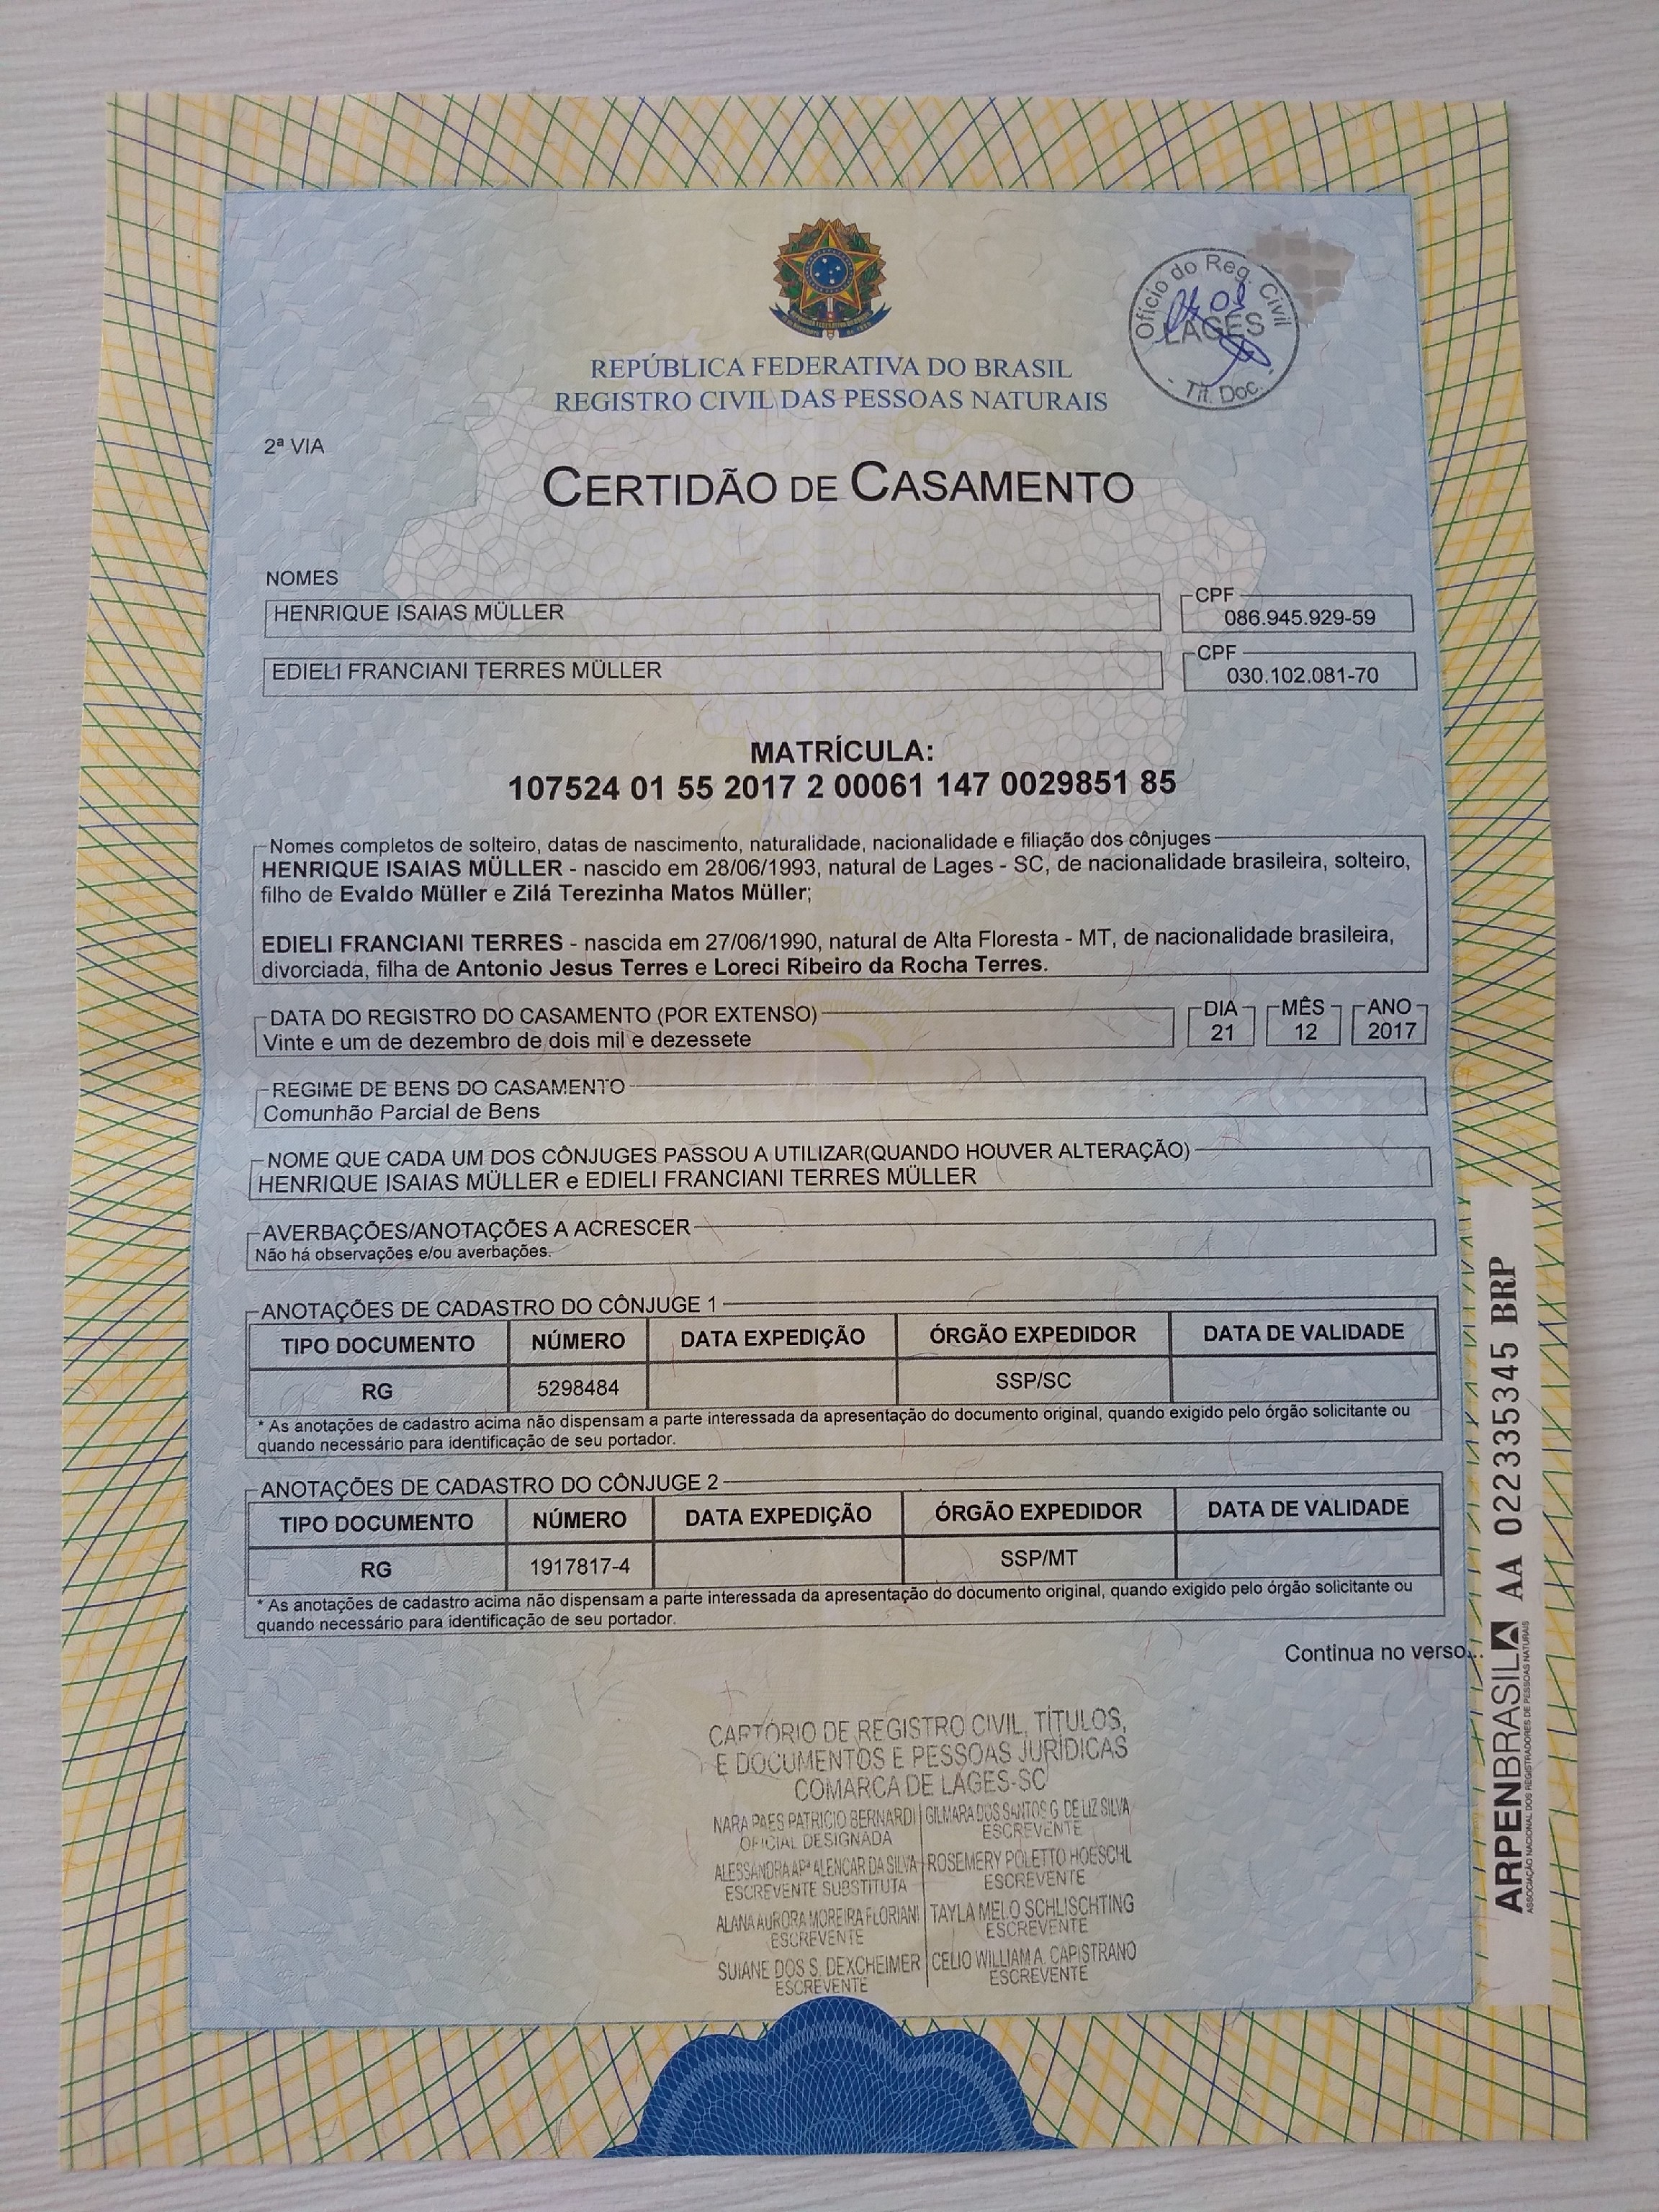 REPÚBLICA FEDERATIVA DO BRASIL
REGISTRO CIVIL DAS PESSOAS NATURAIS
Ofício do Reg. Civil
LAGES
- Tít. Doc. -
2ª VIA
CERTIDÃO DE CASAMENTO
NOMES
HENRIQUE ISAIAS MÜLLER
CPF
086.945.929-59
EDIELI FRANCIANI TERRES MÜLLER
CPF
030.102.081-70
MATRÍCULA:
107524 01 55 2017 2 00061 147 0029851 85
Nomes completos de solteiro, datas de nascimento, naturalidade, nacionalidade e filiação dos cônjuges
HENRIQUE ISAIAS MÜLLER - nascido em 28/06/1993, natural de Lages - SC, de nacionalidade brasileira, solteiro,
filho de Evaldo Müller e Zilá Terezinha Matos Müller;
EDIELI FRANCIANI TERRES - nascida em 27/06/1990, natural de Alta Floresta - MT, de nacionalidade brasileira,
divorciada, filha de Antonio Jesus Terres e Loreci Ribeiro da Rocha Terres.
DATA DO REGISTRO DO CASAMENTO (POR EXTENSO)
Vinte e um de dezembro de dois mil e dezessete
DIA
21
MÊS
12
ANO
2017
REGIME DE BENS DO CASAMENTO
Comunhão Parcial de Bens
NOME QUE CADA UM DOS CÔNJUGES PASSOU A UTILIZAR(QUANDO HOUVER ALTERAÇÃO)
HENRIQUE ISAIAS MÜLLER e EDIELI FRANCIANI TERRES MÜLLER
AVERBAÇÕES/ANOTAÇÕES A ACRESCER
Não há observações e/ou averbações.
ANOTAÇÕES DE CADASTRO DO CÔNJUGE 1
TIPO DOCUMENTO NÚMERO DATA EXPEDIÇÃO ÓRGÃO EXPEDIDOR DATA DE VALIDADE
RG 5298484 SSP/SC
* As anotações de cadastro acima não dispensam a parte interessada da apresentação do documento original, quando exigido pelo órgão solicitante ou
quando necessário para identificação de seu portador.
ANOTAÇÕES DE CADASTRO DO CÔNJUGE 2
TIPO DOCUMENTO NÚMERO DATA EXPEDIÇÃO ÓRGÃO EXPEDIDOR DATA DE VALIDADE
RG 1917817-4 SSP/MT
* As anotações de cadastro acima não dispensam a parte interessada da apresentação do documento original, quando exigido pelo órgão solicitante ou
quando necessário para identificação de seu portador.
Continua no verso...
CARTÓRIO DE REGISTRO CIVIL, TÍTULOS,
E DOCUMENTOS E PESSOAS JURÍDICAS
COMARCA DE LAGES-SC
NARA PAES PATRICIO BERNARDI
OFICIAL DESIGNADA
GILMARA DOS SANTOS G. DE LIZ SILVA
ESCREVENTE
ALESSANDRA APª ALENCAR DA SILVA
ESCREVENTE SUBSTITUTA
ROSEMERY POLETTO HOESCHL
ESCREVENTE
ALANA AURORA MOREIRA FLORIANI
ESCREVENTE
TAYLA MELO SCHLISCHTING
ESCREVENTE
SUIANE DOS S. DEXCHEIMER
ESCREVENTE
CELIO WILLIAM A. CAPISTRANO
ESCREVENTE
ARPENBRASIL AA 022335345 BRP
ASSOCIAÇÃO NACIONAL DOS REGISTRADORES DE PESSOAS NATURAIS